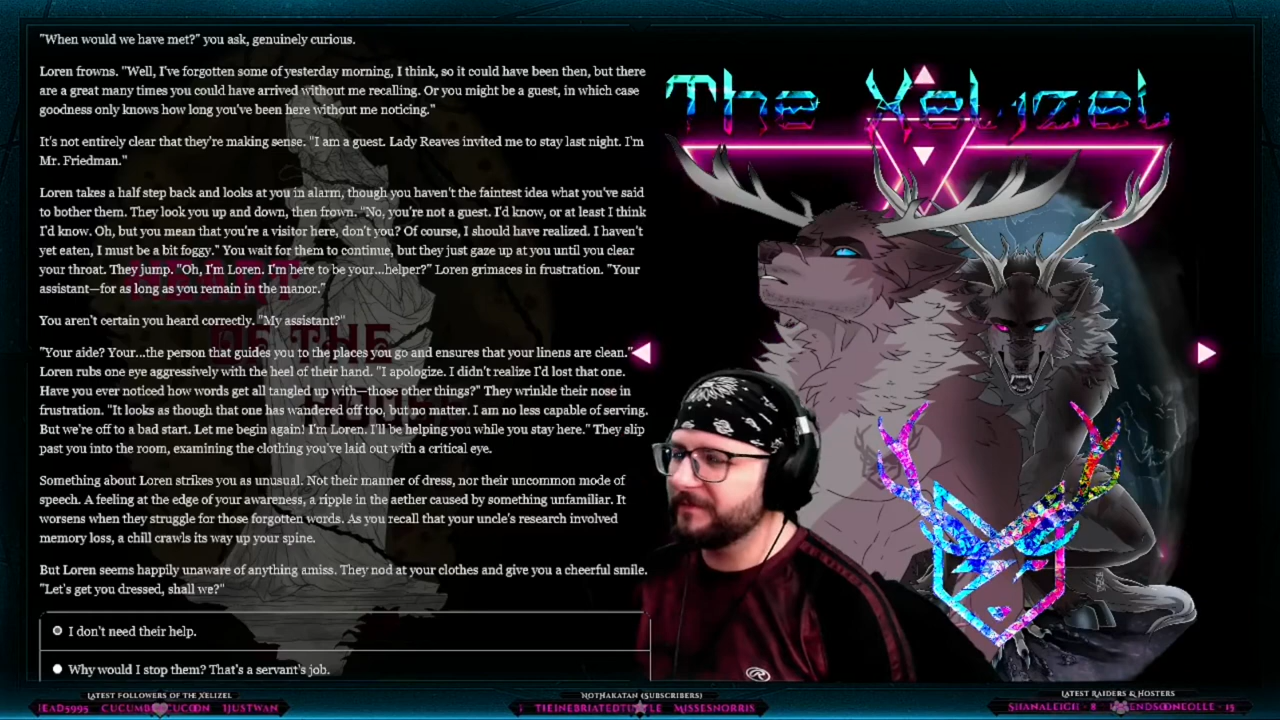 "When would we have met?" you ask, genuinely curious.
Loren frowns. "Well, I've forgotten some of yesterday morning, I think, so it could have been then, but there
are a great many times you could have arrived without me recalling. Or you might be a guest, in which case
goodness only knows how long you've been here without me noticing."
It's not entirely clear that they're making sense. "I am a guest. Lady Reaves invited me to stay last night. I'm
Mr. Friedman."
Loren takes a half step back and looks at you in alarm, though you haven't the faintest idea what you've said
to bother them. They look you up and down, then frown. "No, you're not a guest. I'd know, or at least I think
I'd know. Oh, but you mean that you're a visitor here, don't you? Of course, I should have realized. I haven't
yet eaten, I must be a bit foggy." You wait for them to continue, but they just gaze up at you until you clear
your throat. They jump. "Oh, I'm Loren. I'm here to be your...helper?" Loren grimaces in frustration. "Your
assistant—for as long as you remain in the manor."
You aren't certain you heard correctly. "My assistant?"
"Your aide? Your...the person that guides you to the places you go and ensures that your linens are clean."
Loren rubs one eye aggressively with the heel of their hand. "I apologize. I didn't realize I'd lost that one.
Have you ever noticed how words get all tangled up with—those other things?" They wrinkle their nose in
frustration. "It looks as though that one has wandered off too, but no matter. I am no less capable of serving.
But we're off to a bad start. Let me begin again! I'm Loren. I'll be helping you while you stay here." They slip
past you into the room, examining the clothing you've laid out with a critical eye.
Something about Loren strikes you as unusual. Not their manner of dress, nor their uncommon mode of
speech. A feeling at the edge of your awareness, a ripple in the aether caused by something unfamiliar. It
worsens when they struggle for those forgotten words. As you recall that your uncle's research involved
memory loss, a chill crawls its way up your spine.
But Loren seems happily unaware of anything amiss. They nod at your clothes and give you a cheerful smile.
"Let's get you dressed, shall we?"
I don't need their help.
Why would I stop them? That's a servant's job.
HEART
OF THE
The Xelizel
LATEST FOLLOWERS OF THE XELIZEL
IEAD5995 1JUSTWAN
NOTHAKATAN (SUBSCRIBERS)
MISSESNORRIS
LATEST RAIDERS & HOSTERS
SHANALEIGH - 8 - 15